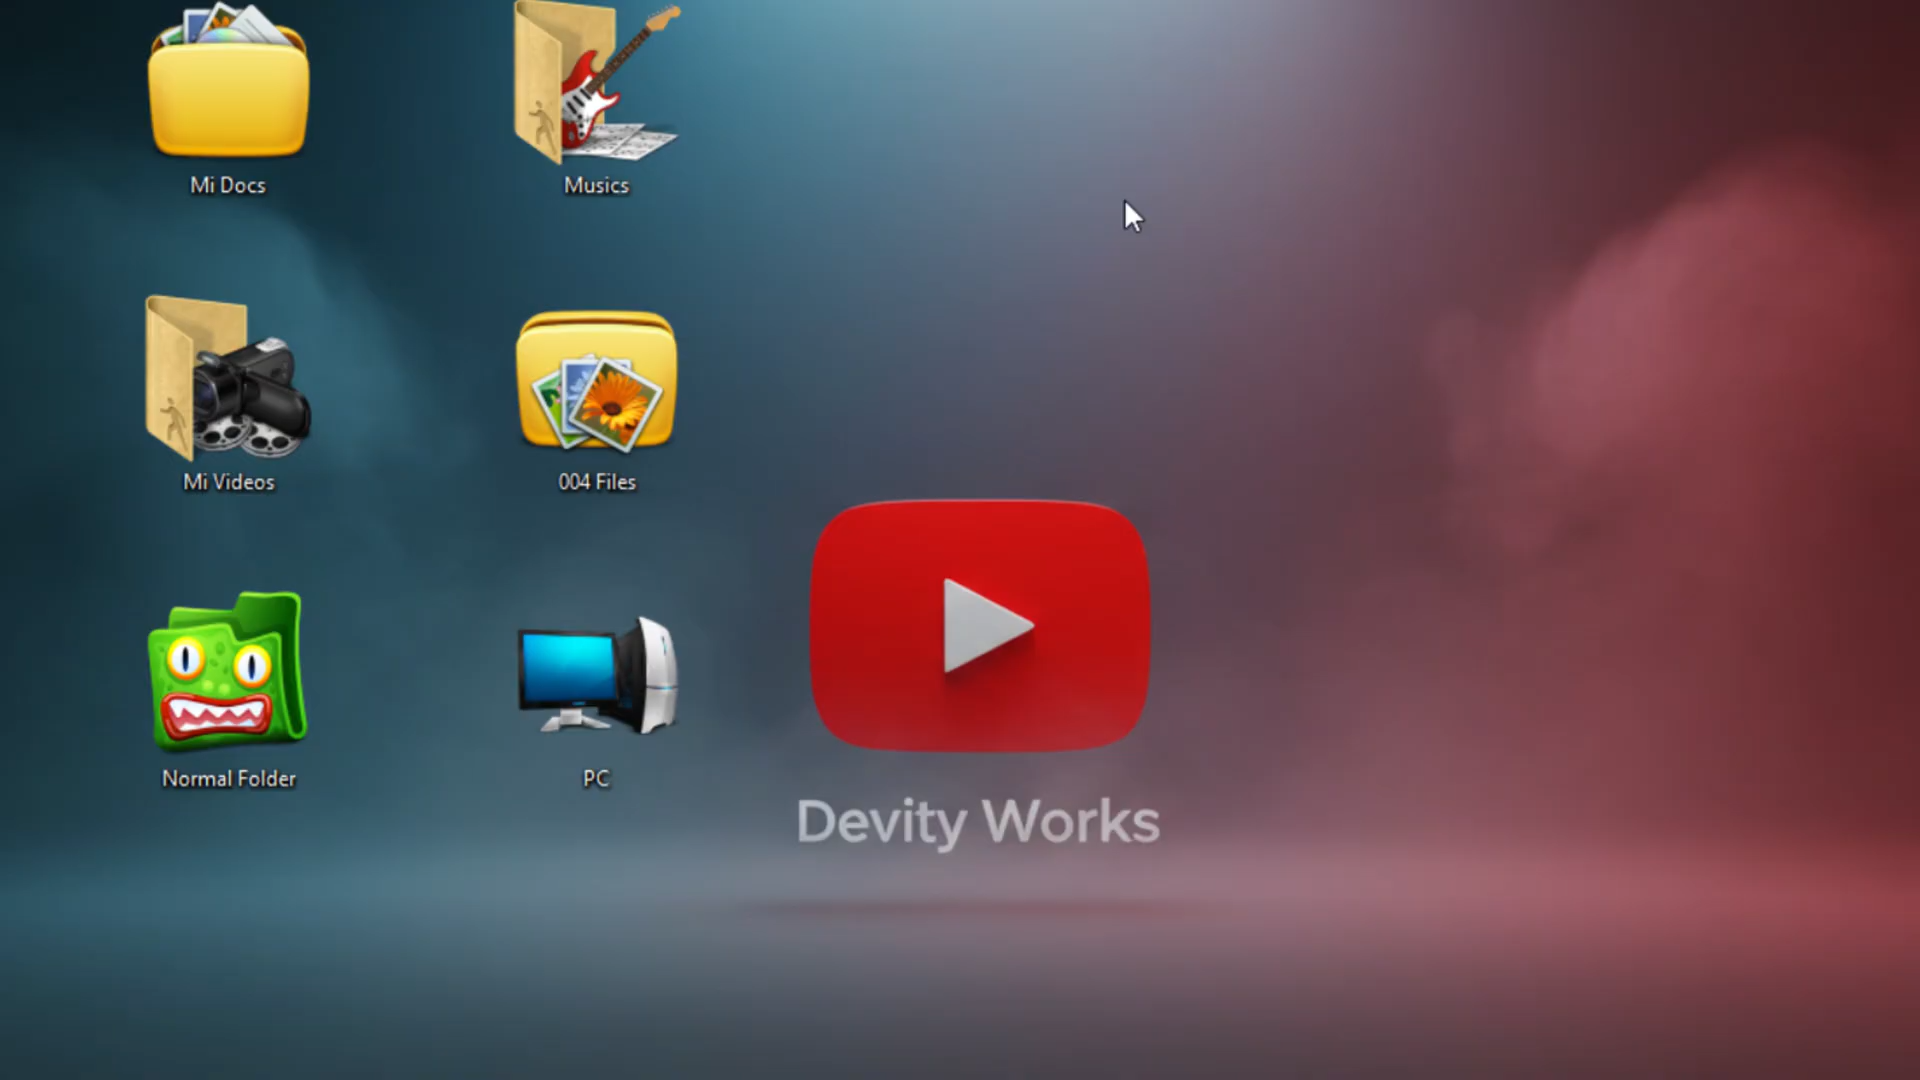 Mi Docs
Musics
Mi Videos
004 Files
Normal Folder
PC
Devity Works